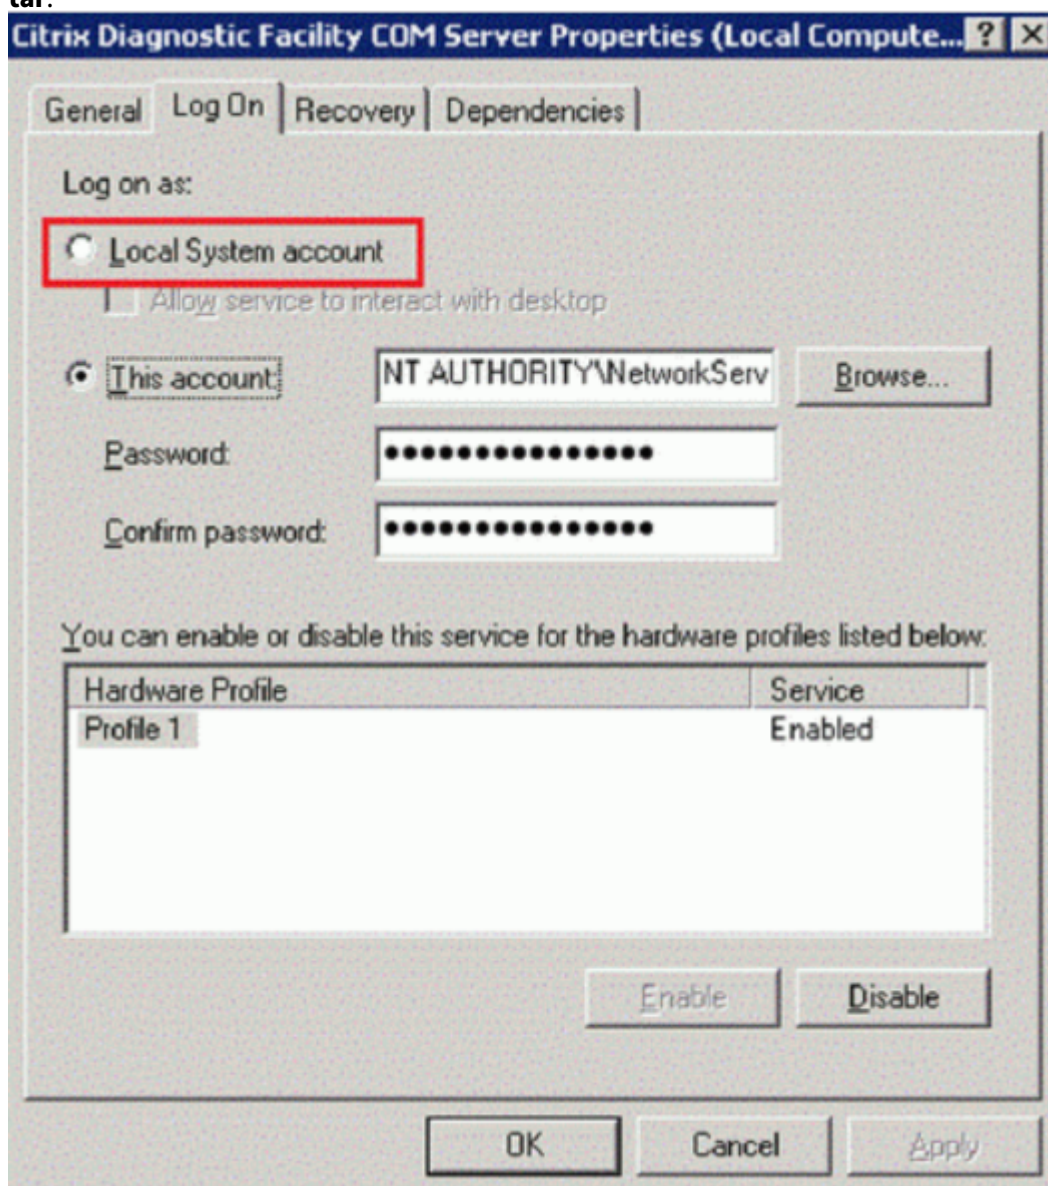 tar.
Citrix Diagnostic Facility COM Server Properties (Local Compute... ? X
General Log On Recovery Dependencies
Log on as:
Local System account
Allow service to interact with desktop
This account: NT AUTHORITY\NetworkServ Browse...
Password: ●●●●●●●●●●●●●●●
Confirm password: ●●●●●●●●●●●●●●●
You can enable or disable this service for the hardware profiles listed below:
Hardware Profile Service
Profile 1 Enabled
Enable Disable
OK Cancel Apply